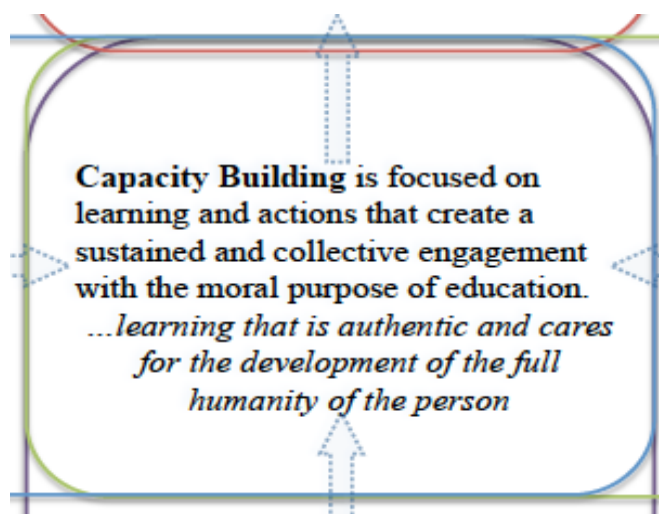 Capacity Building is focused on
learning and actions that create a
sustained and collective engagement
with the moral purpose of education.
...learning that is authentic and cares
for the development of the full
humanity of the person